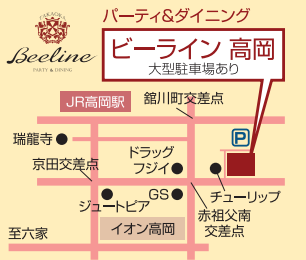 TAKAOKA
Beeline
PARTY & DINING
パーティ&ダイニング
ビーライン 高岡
大型駐車場あり
JR高岡駅
舘川町交差点
瑞龍寺
P
京田交差点
ドラッグ
フジイ
GS
チューリップ
ジュートピア
赤祖父南
交差点
イオン高岡
至六家